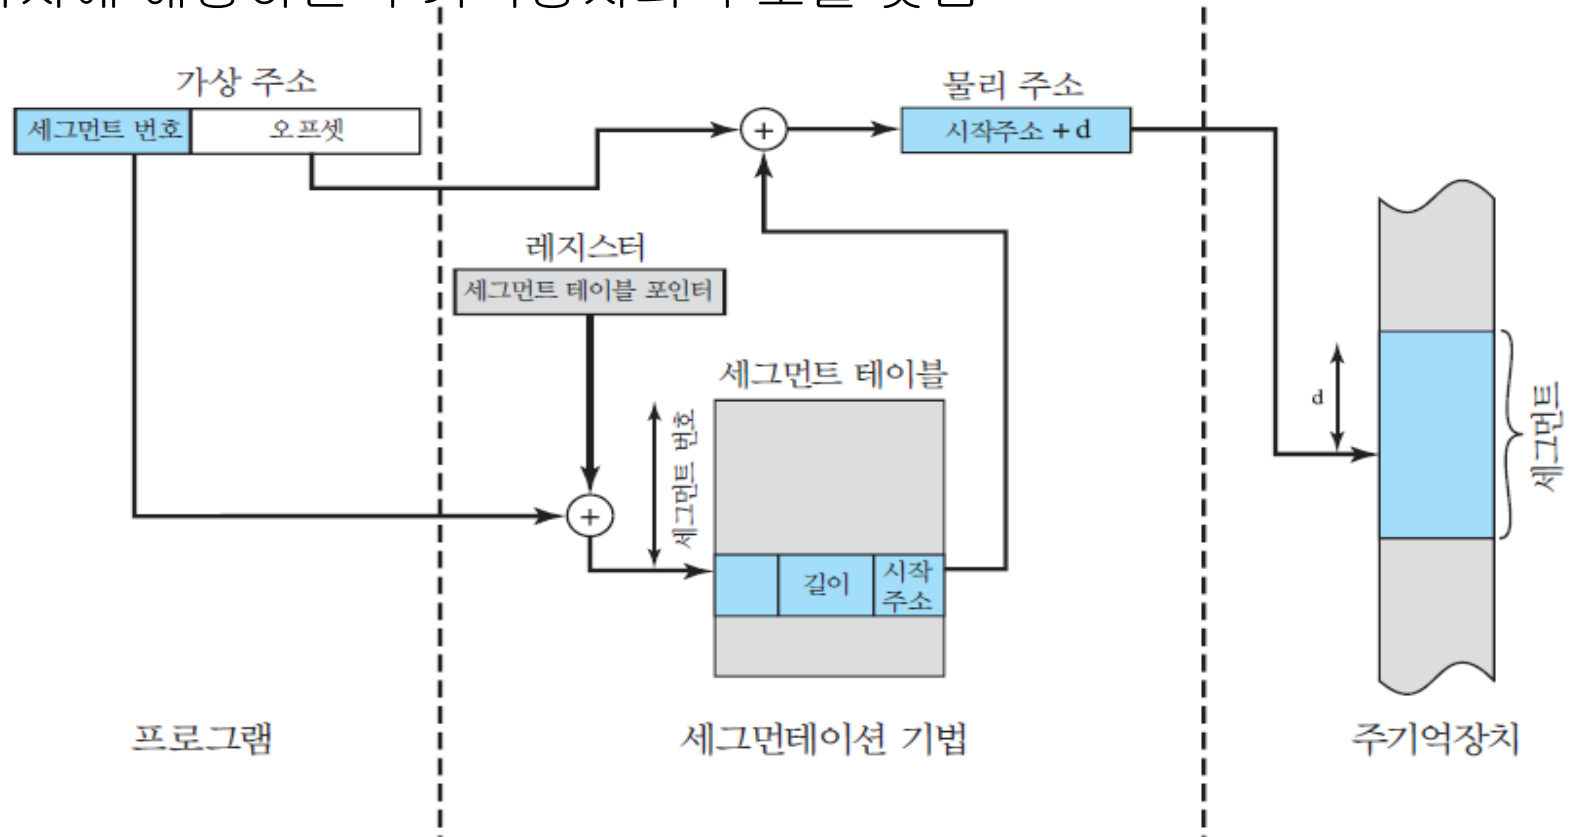 가상 주소
세그먼트 번호
오프셋
물리 주소
시작주소 + d
레지스터
세그먼트 테이블 포인터
세그먼트 테이블
세그먼트 번호
길이
시작
주소
d
세그먼트
프로그램
세그먼테이션 기법
주기억장치